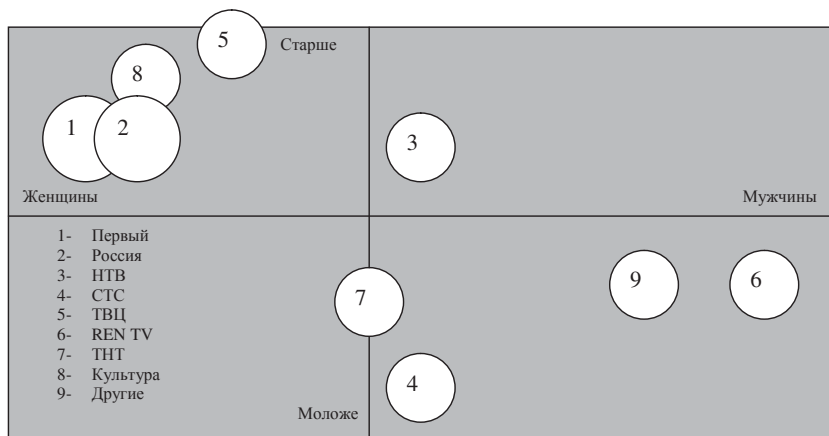 5
Старше
8
1
2
3
Женщины
Мужчины
1- Первый
2- Россия
3- НТВ
4- СТС
5- ТВЦ
6- REN TV
7- ТНТ
8- Культура
9- Другие
7
9
6
4
Моложе